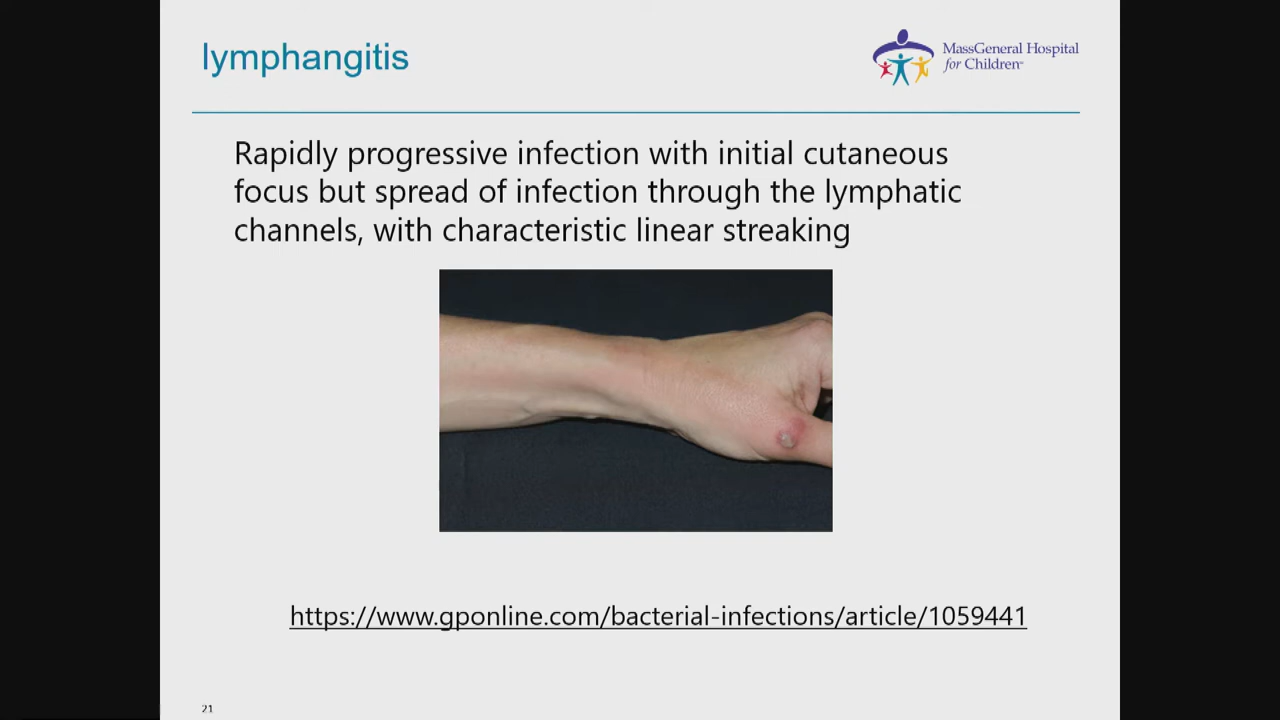 lymphangitis
MassGeneral Hospital
for Children™
Rapidly progressive infection with initial cutaneous
focus but spread of infection through the lymphatic
channels, with characteristic linear streaking
https://www.gponline.com/bacterial-infections/article/1059441
21